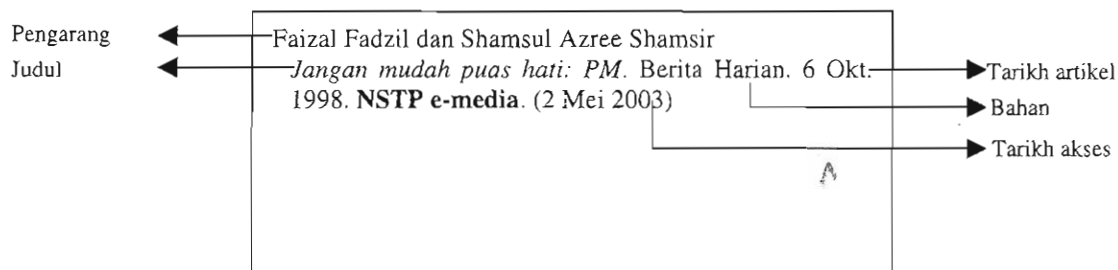 Pengarang
Faizal Fadzil dan Shamsul Azree Shamsir
Judul
Jangan mudah puas hati: PM. Berita Harian. 6 Okt.
Tarikh artikel
1998. NSTP e-media. (2 Mei 2003)
Bahan
Tarikh akses